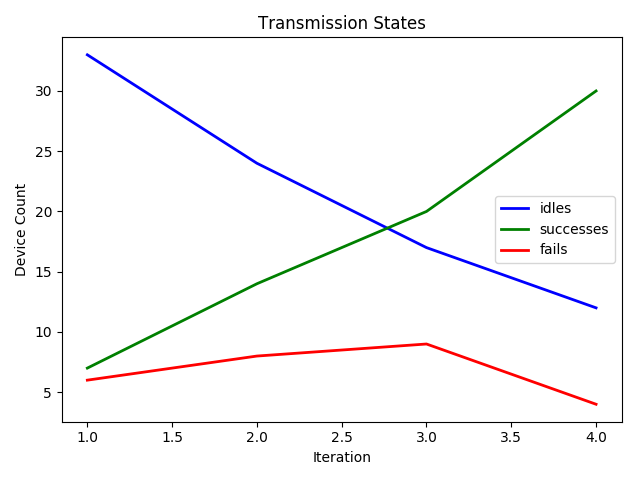 Transmission States
Device Count
30
25
20
15
10
5
idles
successes
fails
1.0 1.5 2.0 2.5 3.0 3.5 4.0
Iteration